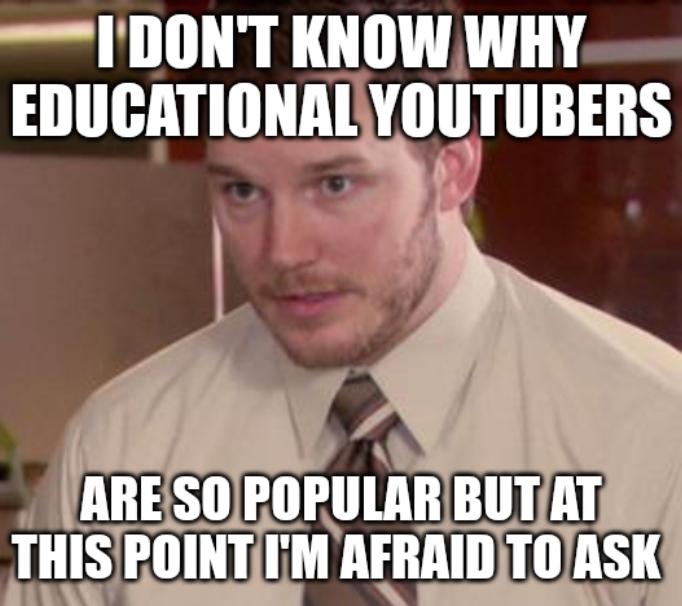 I DON'T KNOW WHY
EDUCATIONAL YOUTUBERS
ARE SO POPULAR BUT AT
THIS POINT I'M AFRAID TO ASK